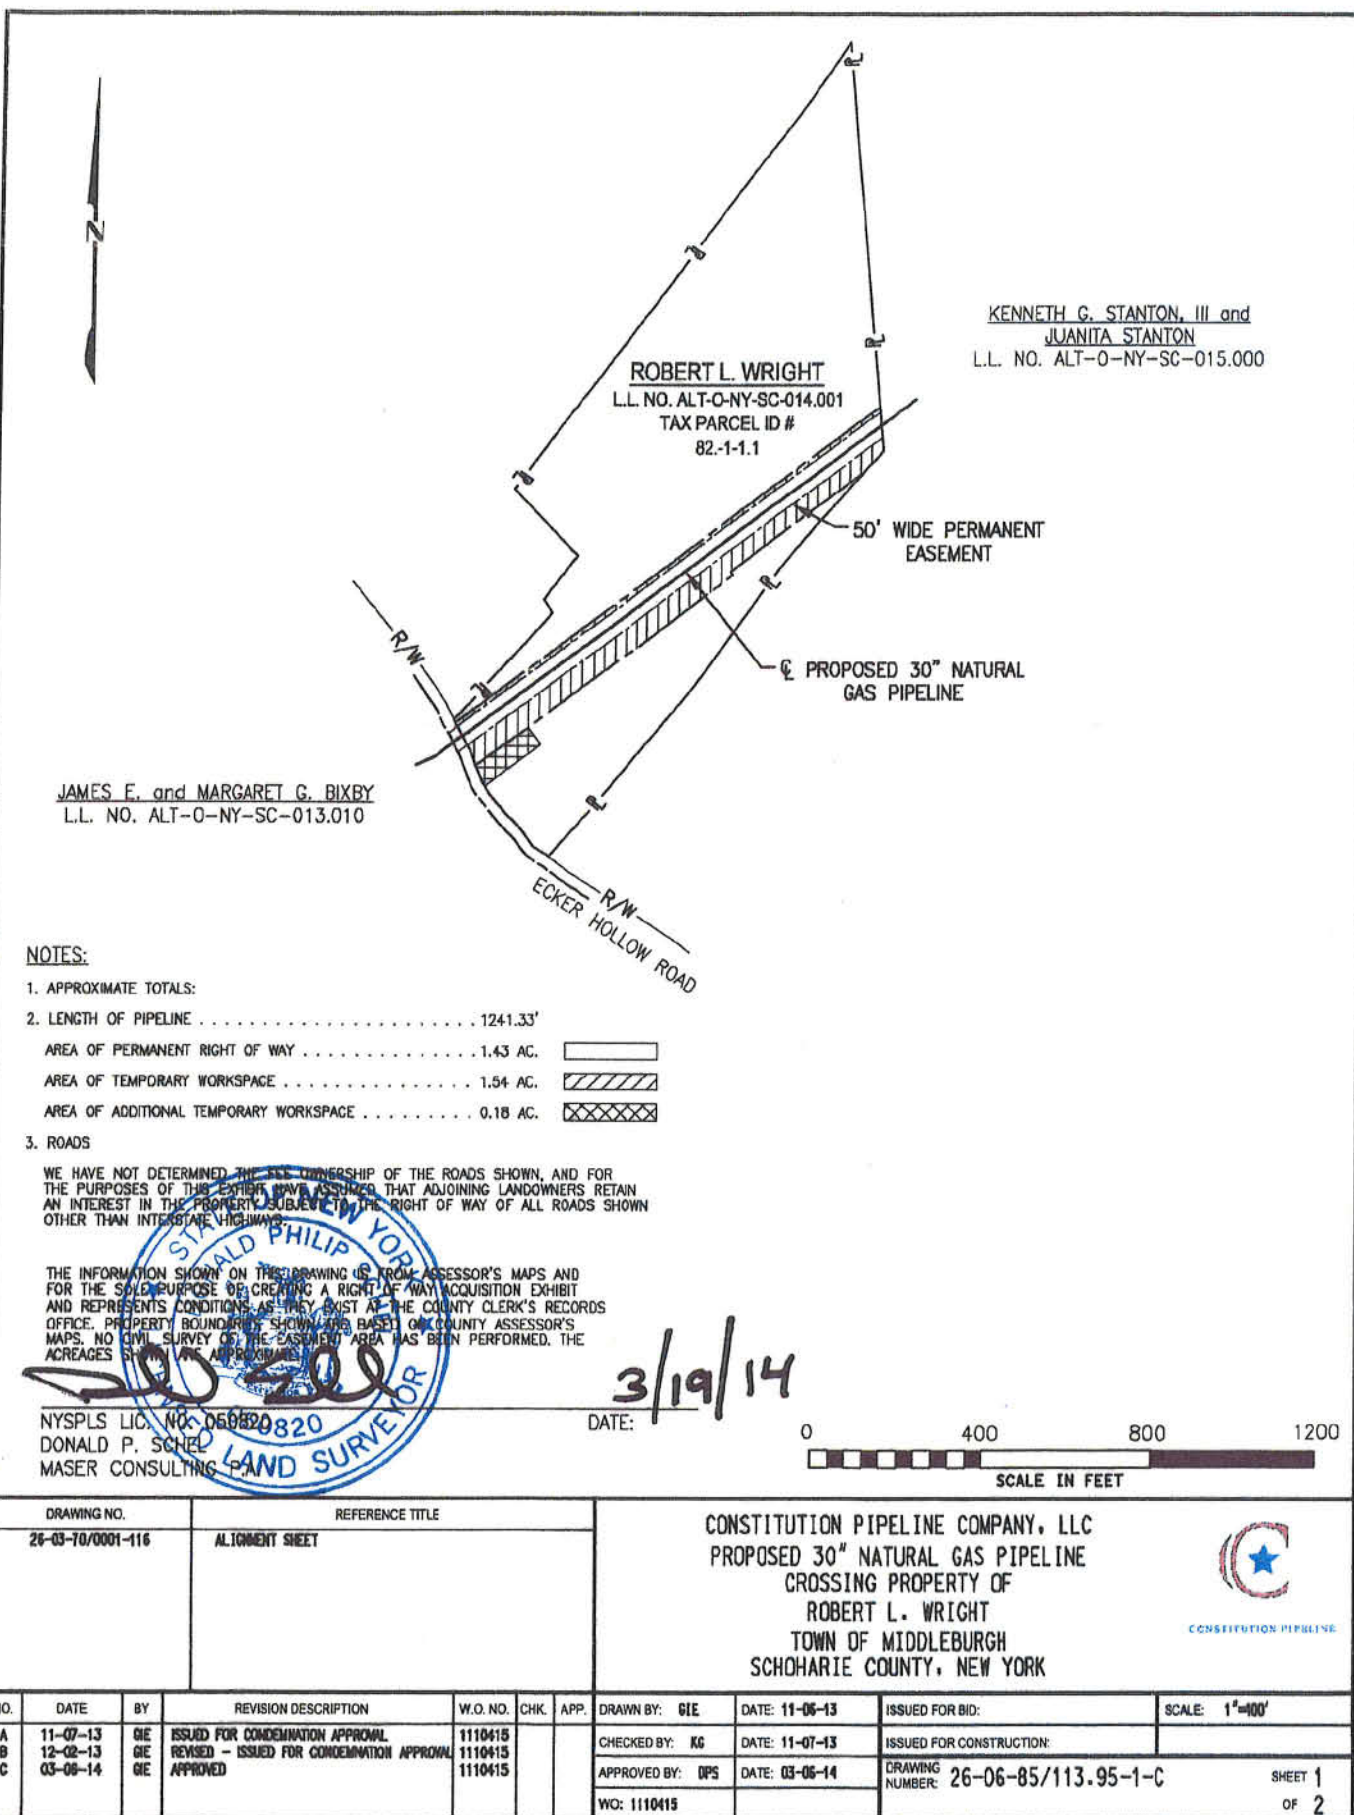 KENNETH G. STANTON, III and
JUANITA STANTON
L.L. NO. ALT-O-NY-SC-015.000
ROBERT L. WRIGHT
L.L. NO. ALT-O-NY-SC-014.001
TAX PARCEL ID #
82.-1-1.1
50' WIDE PERMANENT
EASEMENT
℄ PROPOSED 30" NATURAL
GAS PIPELINE
R/W
JAMES E. and MARGARET G. BIXBY
L.L. NO. ALT-O-NY-SC-013.010
R/W
ECKER HOLLOW ROAD
N
NOTES:
1. APPROXIMATE TOTALS:
2. LENGTH OF PIPELINE . . . . . . . . . . . . . . . . . . . . . . 1241.33'
AREA OF PERMANENT RIGHT OF WAY . . . . . . . . . . . . . . 1.43 AC.
AREA OF TEMPORARY WORKSPACE . . . . . . . . . . . . . . . 1.54 AC.
AREA OF ADDITIONAL TEMPORARY WORKSPACE . . . . . . . . . 0.18 AC.
3. ROADS
WE HAVE NOT DETERMINED THE FEE OWNERSHIP OF THE ROADS SHOWN, AND FOR
THE PURPOSES OF THIS EXHIBIT HAVE ASSUMED THAT ADJOINING LANDOWNERS RETAIN
AN INTEREST IN THE PROPERTY SUBJECT TO THE RIGHT OF WAY OF ALL ROADS SHOWN
OTHER THAN INTERSTATE HIGHWAYS.
THE INFORMATION SHOWN ON THIS DRAWING IS FROM ASSESSOR'S MAPS AND
FOR THE SOLE PURPOSE OF CREATING A RIGHT OF WAY ACQUISITION EXHIBIT
AND REPRESENTS CONDITIONS AS THEY EXIST AT THE COUNTY CLERK'S RECORDS
OFFICE. PROPERTY BOUNDARIES SHOWN ARE BASED ON COUNTY ASSESSOR'S
MAPS. NO CIVIL SURVEY OF THE EASEMENT AREA HAS BEEN PERFORMED. THE
ACREAGES SHOWN ARE APPROXIMATE.
STATE OF NEW YORK
DONALD PHILIP SCHEL
050820
LICENSED LAND SURVEYOR
NYSPLS LIC. NO. 050820
DONALD P. SCHEL
MASER CONSULTING P.A.
DATE: 3/19/14
0 400 800 1200
SCALE IN FEET
DRAWING NO. REFERENCE TITLE
26-03-70/0001-116 ALIGNMENT SHEET
CONSTITUTION PIPELINE COMPANY, LLC
PROPOSED 30" NATURAL GAS PIPELINE
CROSSING PROPERTY OF
ROBERT L. WRIGHT
TOWN OF MIDDLEBURGH
SCHOHARIE COUNTY, NEW YORK
CONSTITUTION PIPELINE
NO. DATE BY REVISION DESCRIPTION W.O. NO. CHK. APP.
A 11-07-13 GIE ISSUED FOR CONDEMNATION APPROVAL 1110415
B 12-02-13 GIE REVISED - ISSUED FOR CONDEMNATION APPROVAL 1110415
C 03-06-14 GIE APPROVED 1110415
DRAWN BY: GIE DATE: 11-06-13 ISSUED FOR BID: SCALE: 1"=400'
CHECKED BY: KG DATE: 11-07-13 ISSUED FOR CONSTRUCTION:
APPROVED BY: DPS DATE: 03-06-14 DRAWING NUMBER: 26-06-85/113.95-1-C SHEET 1
WO: 1110415 OF 2